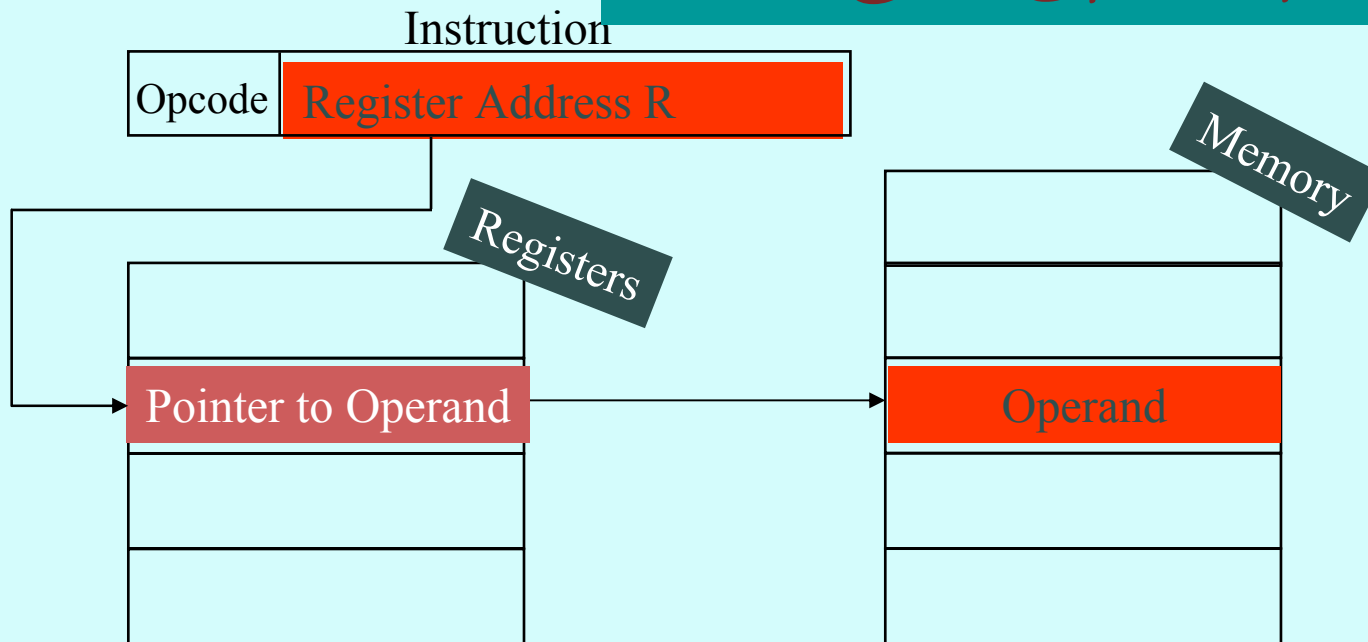 Instruction
Opcode
Register Address R
Memory
Registers
Pointer to Operand
Operand